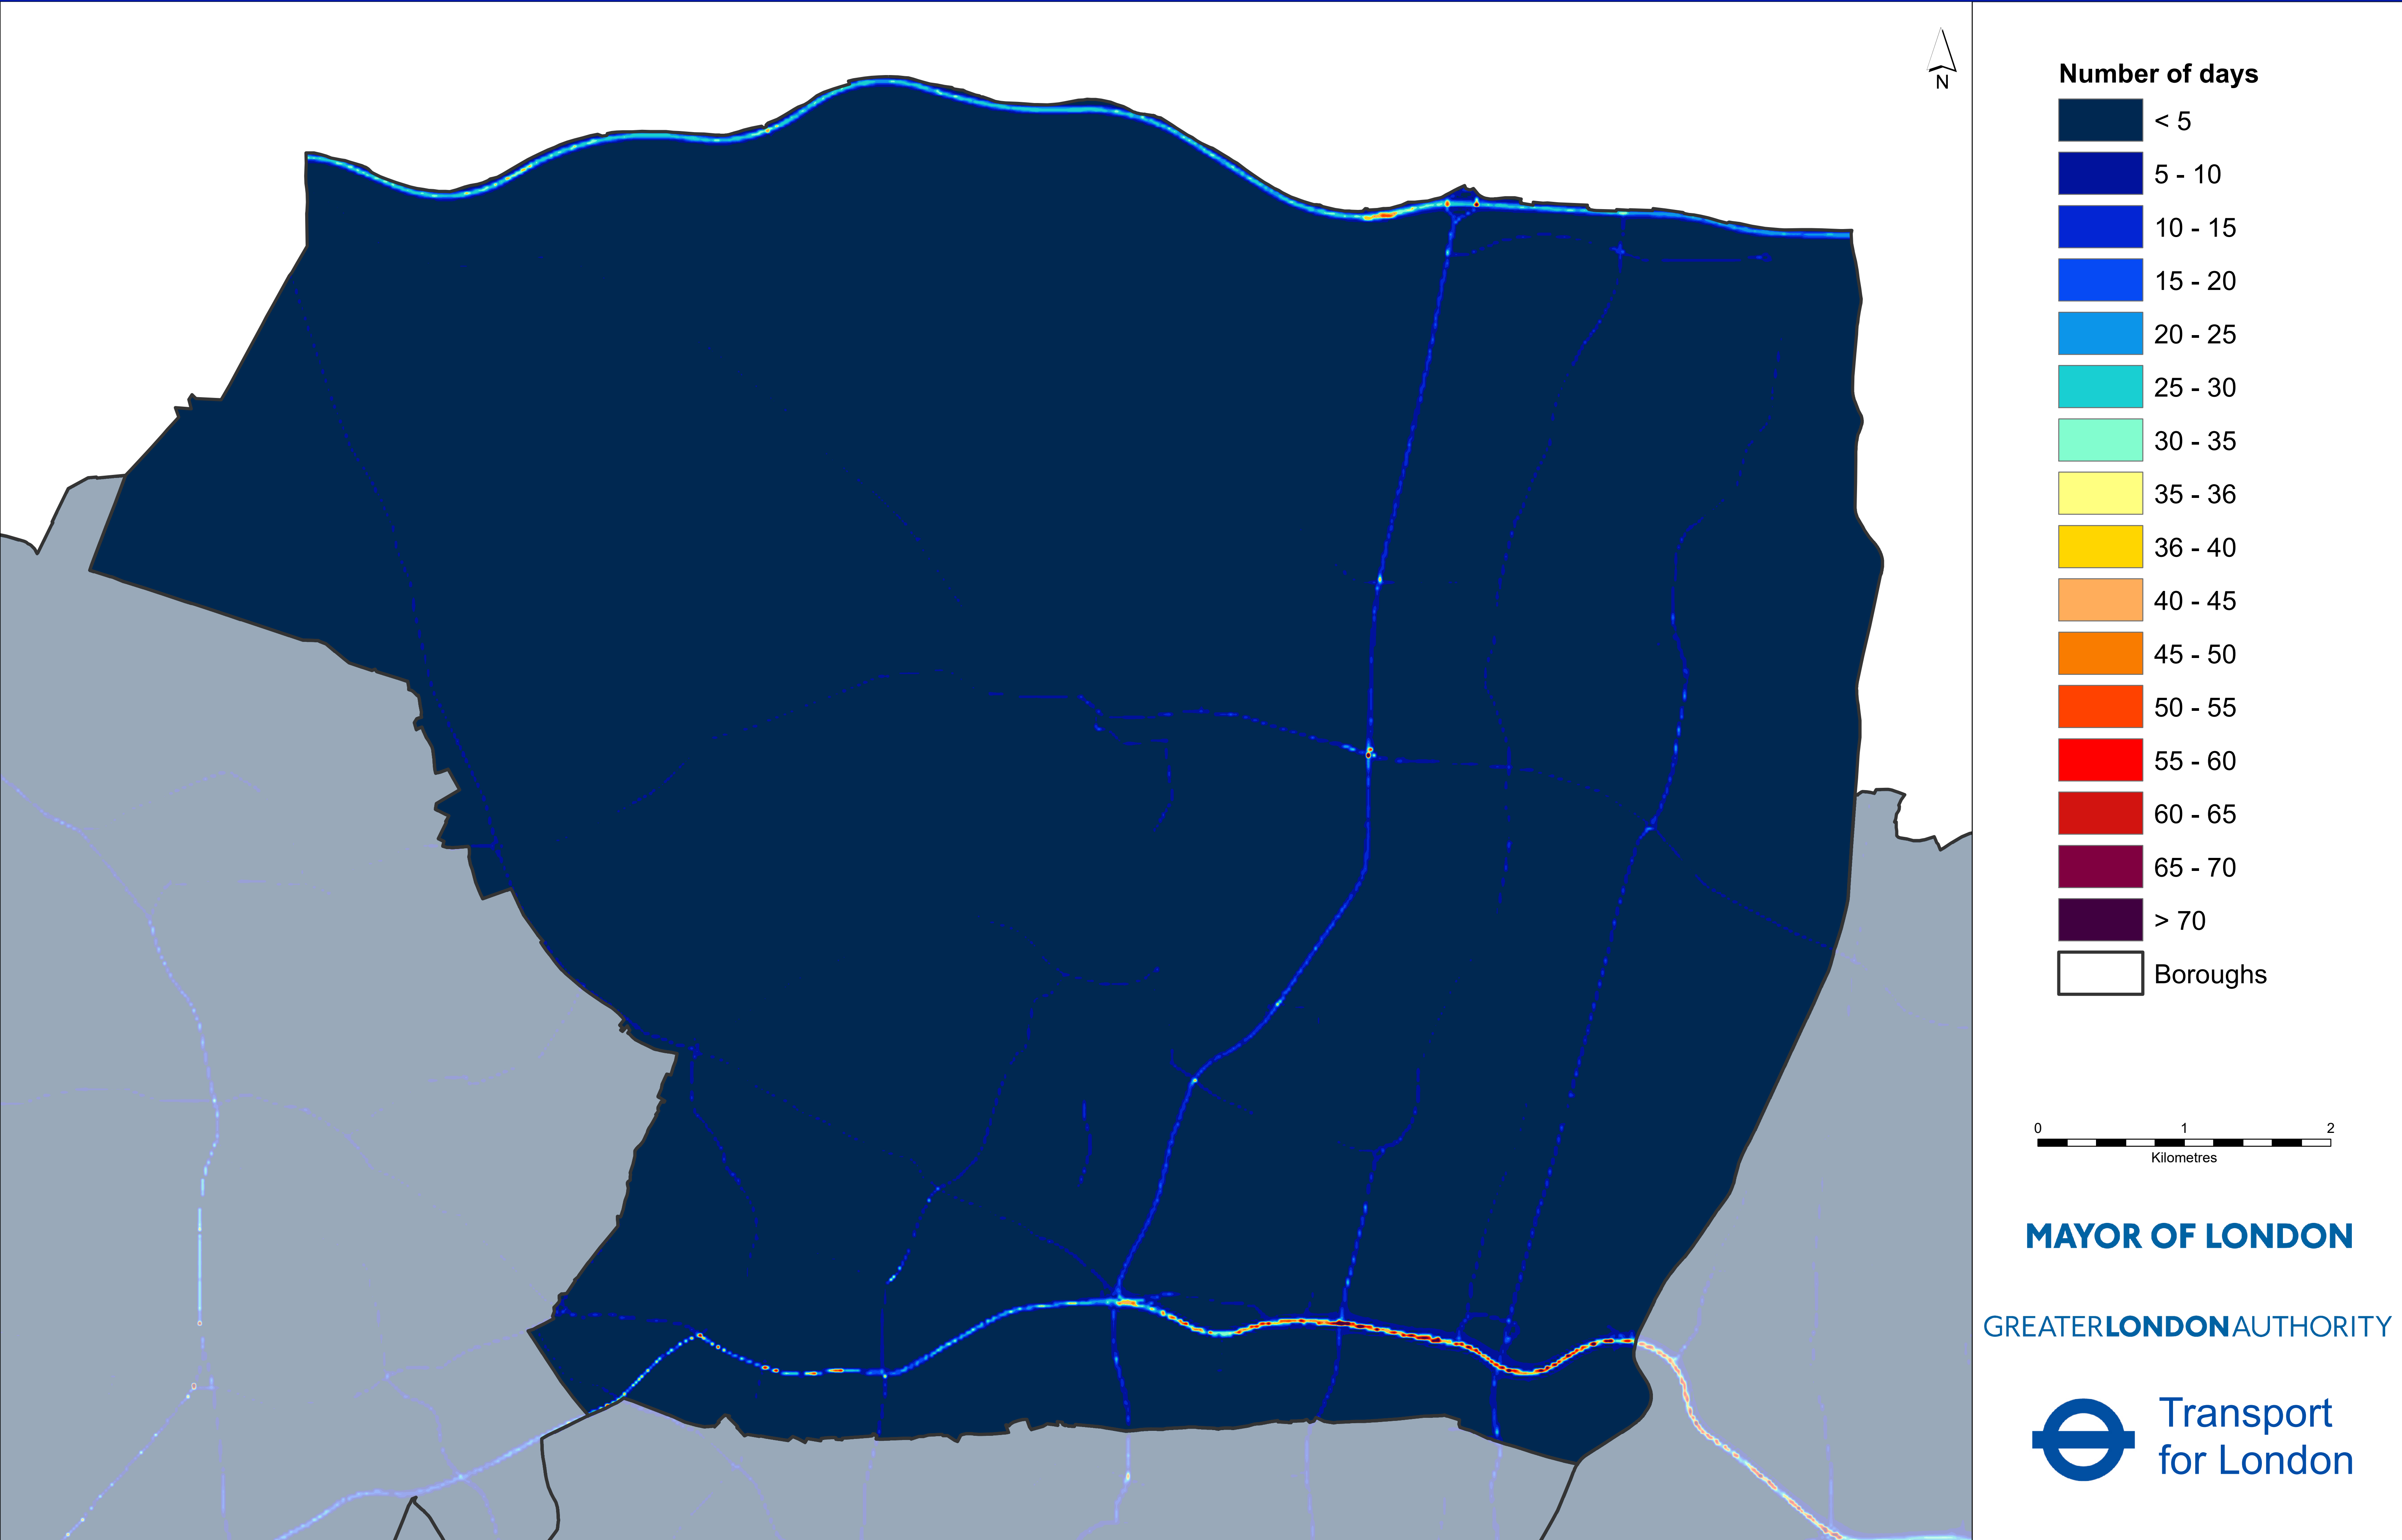 N
Number of days
< 5
5 - 10
10 - 15
15 - 20
20 - 25
25 - 30
30 - 35
35 - 36
36 - 40
40 - 45
45 - 50
50 - 55
55 - 60
60 - 65
65 - 70
> 70
Boroughs
0 1 2
Kilometres
MAYOR OF LONDON
GREATERLONDONAUTHORITY
Transport
for London